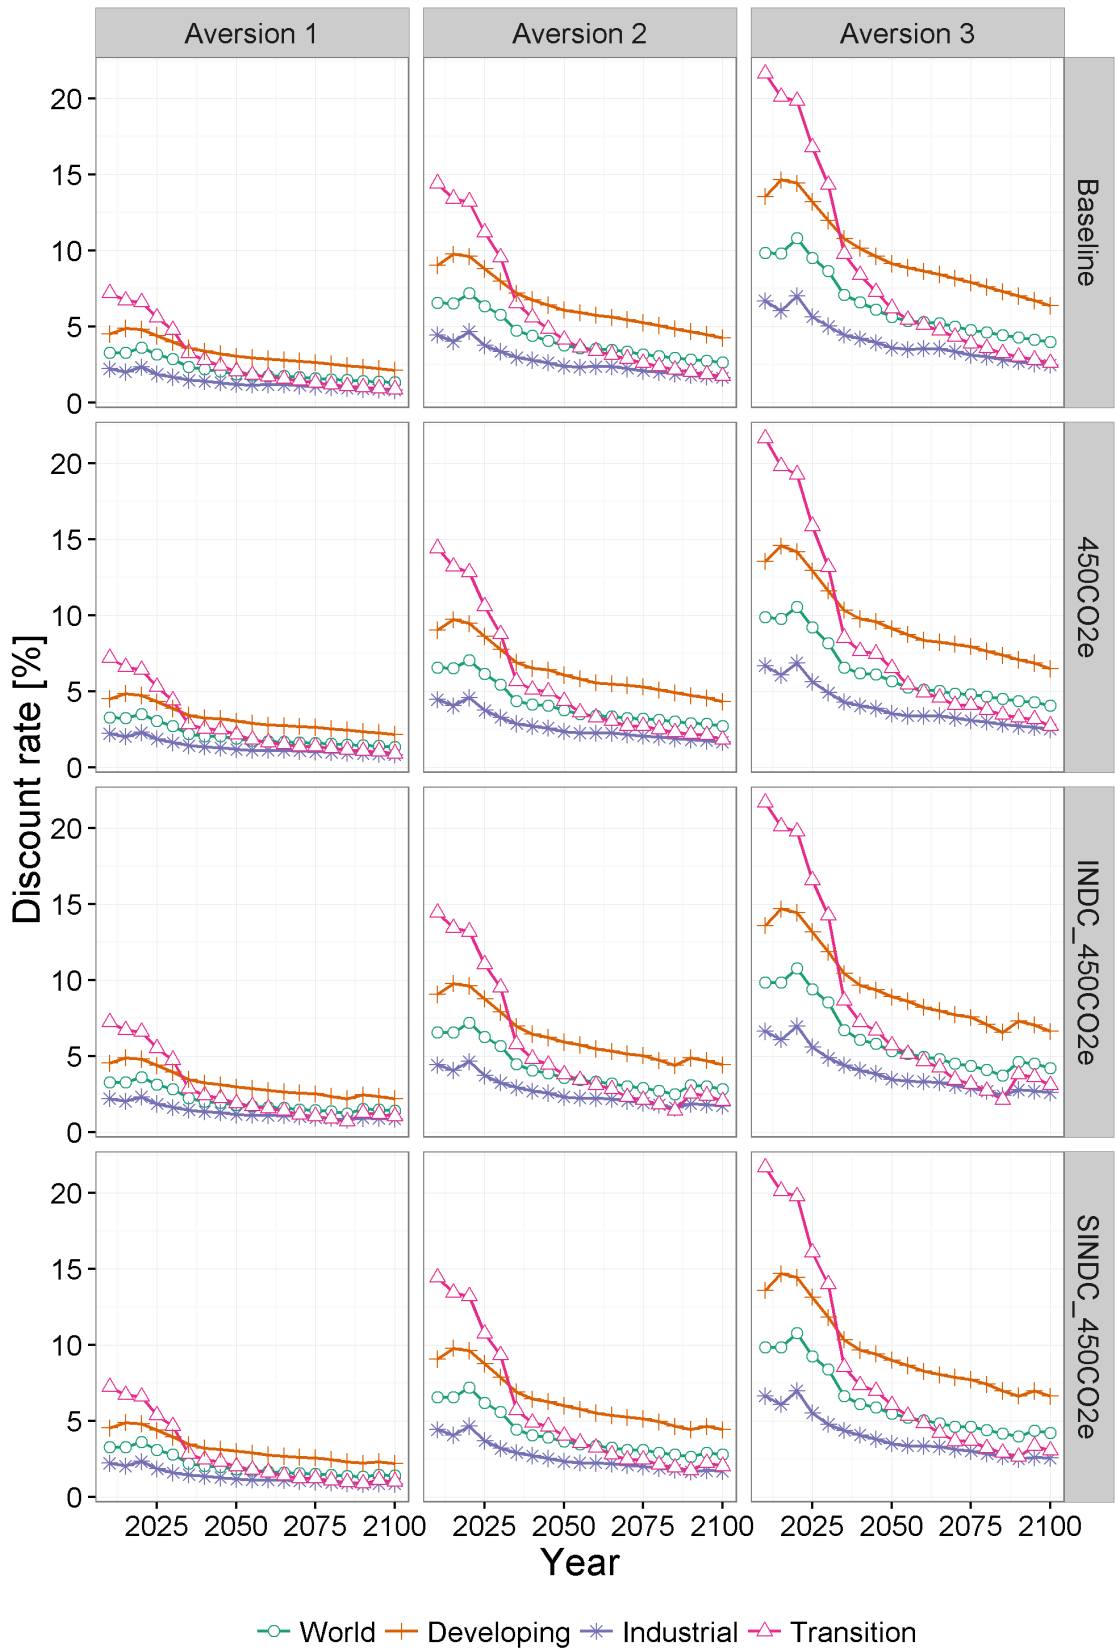 Aversion 1 Aversion 2 Aversion 3
Discount rate [%]
20
15
10
5
0
Baseline
20
15
10
5
0
450CO2e
20
15
10
5
0
INDC_450CO2e
20
15
10
5
0
SINDC_450CO2e
2025 2050 2075 2100 2025 2050 2075 2100 2025 2050 2075 2100
Year
World Developing Industrial Transition